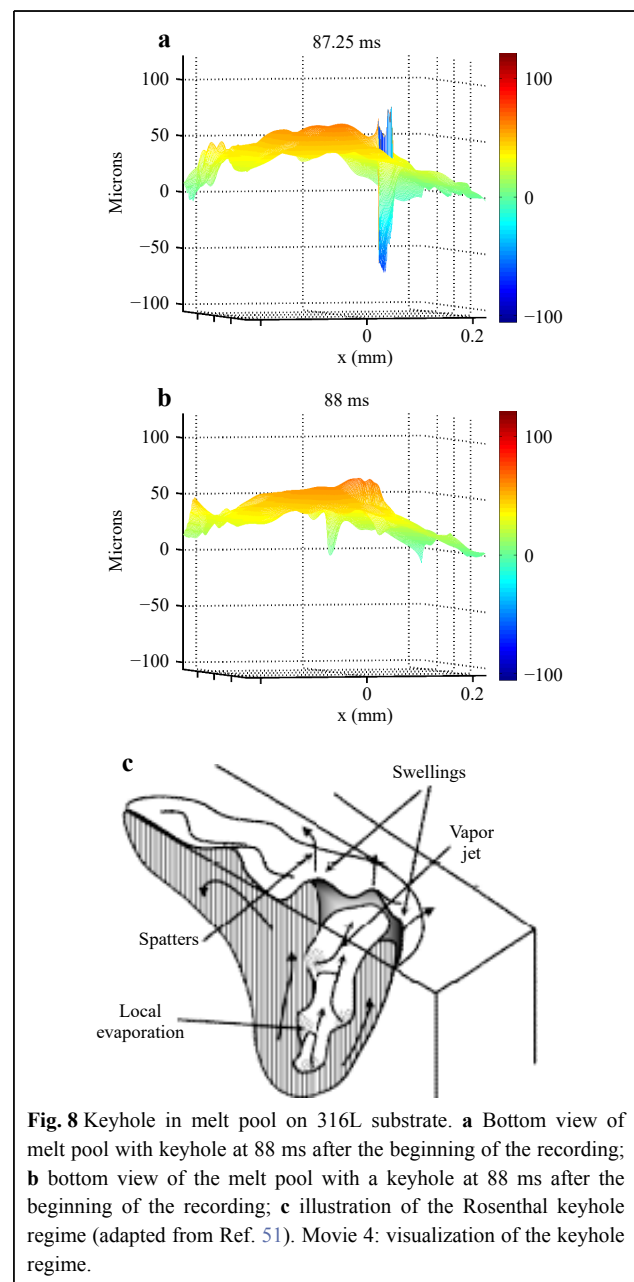 a
87.25 ms
100
50
0
−50
−100
Microns
0
0.2
x (mm)
100
0
−100
b
88 ms
100
50
0
−50
−100
Microns
0
0.2
x (mm)
100
0
−100
c
Swellings
Vapor
jet
Spatters
Local
evaporation
Fig. 8 Keyhole in melt pool on 316L substrate. a Bottom view of
melt pool with keyhole at 88 ms after the beginning of the recording;
b bottom view of the melt pool with a keyhole at 88 ms after the
beginning of the recording; c illustration of the Rosenthal keyhole
regime (adapted from Ref. 51). Movie 4: visualization of the keyhole
regime.